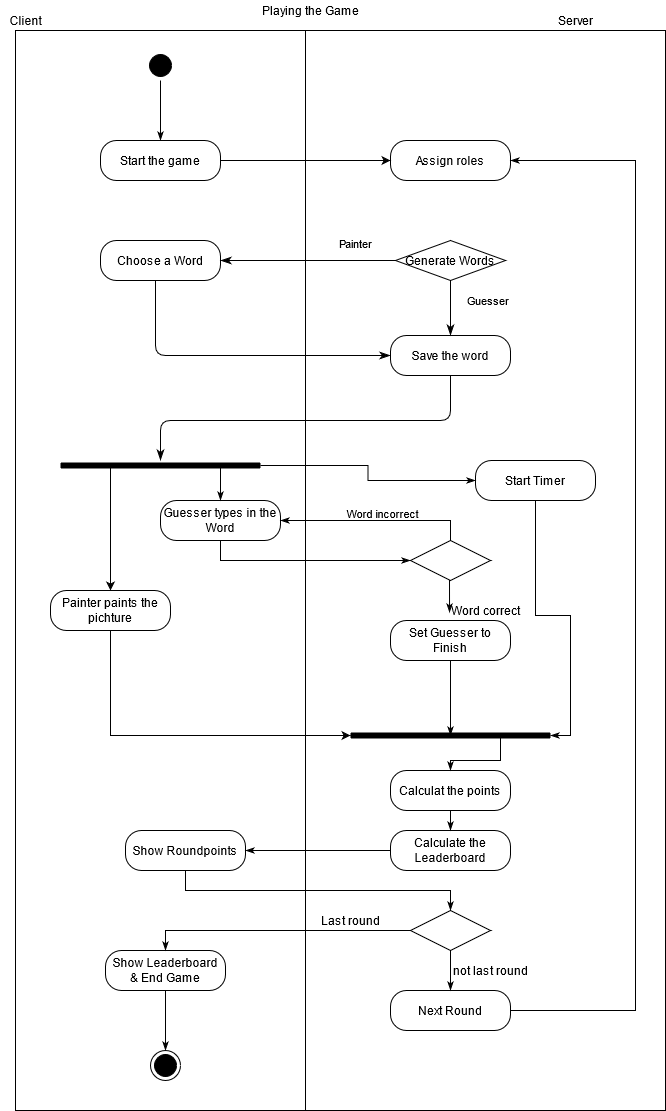 Playing the Game
Client
Server
Start the game
Assign roles
Painter
Choose a Word
Generate Words
Guesser
Save the word
Start Timer
Guesser types in the
Word
Word incorrect
Painter paints the
pichture
Word correct
Set Guesser to
Finish
Calculat the points
Show Roundpoints
Calculate the
Leaderboard
Last round
Show Leaderboard
& End Game
not last round
Next Round